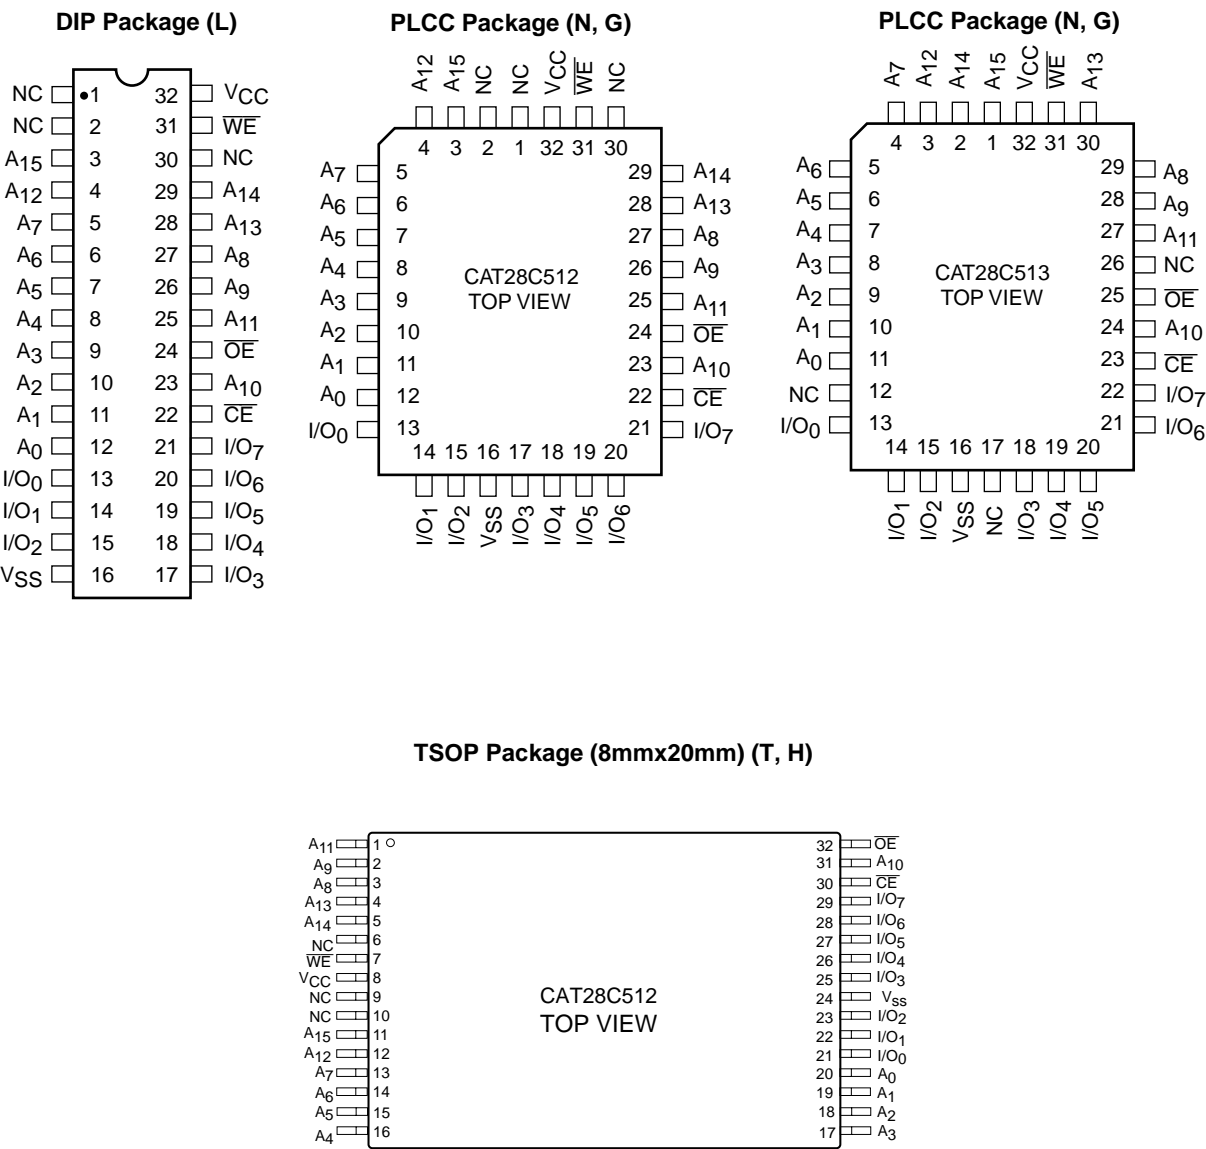 DIP Package (L)
NC 1 32 VCC
NC 2 31 WE
A15 3 30 NC
A12 4 29 A14
A7 5 28 A13
A6 6 27 A8
A5 7 26 A9
A4 8 25 A11
A3 9 24 OE
A2 10 23 A10
A1 11 22 CE
A0 12 21 I/O7
I/O0 13 20 I/O6
I/O1 14 19 I/O5
I/O2 15 18 I/O4
VSS 16 17 I/O3
PLCC Package (N, G)
A12 A15 NC NC VCC WE NC
4 3 2 1 32 31 30
A7 5 29 A14
A6 6 28 A13
A5 7 27 A8
A4 8 26 A9
CAT28C512
TOP VIEW
A3 9 25 A11
A2 10 24 OE
A1 11 23 A10
A0 12 22 CE
I/O0 13 21 I/O7
14 15 16 17 18 19 20
I/O1 I/O2 VSS I/O3 I/O4 I/O5 I/O6
PLCC Package (N, G)
A7 A12 A14 A15 VCC WE A13
4 3 2 1 32 31 30
A6 5 29 A8
A5 6 28 A9
A4 7 27 A11
A3 8 26 NC
CAT28C513
TOP VIEW
A2 9 25 OE
A1 10 24 A10
A0 11 23 CE
NC 12 22 I/O7
I/O0 13 21 I/O6
14 15 16 17 18 19 20
I/O1 I/O2 VSS NC I/O3 I/O4 I/O5
TSOP Package (8mmx20mm) (T, H)
A11 1 32 OE
A9 2 31 A10
A8 3 30 CE
A13 4 29 I/O7
A14 5 28 I/O6
NC 6 27 I/O5
WE 7 26 I/O4
VCC 8 25 I/O3
NC 9 24 Vss
NC 10 23 I/O2
CAT28C512
TOP VIEW
A15 11 22 I/O1
A12 12 21 I/O0
A7 13 20 A0
A6 14 19 A1
A5 15 18 A2
A4 16 17 A3